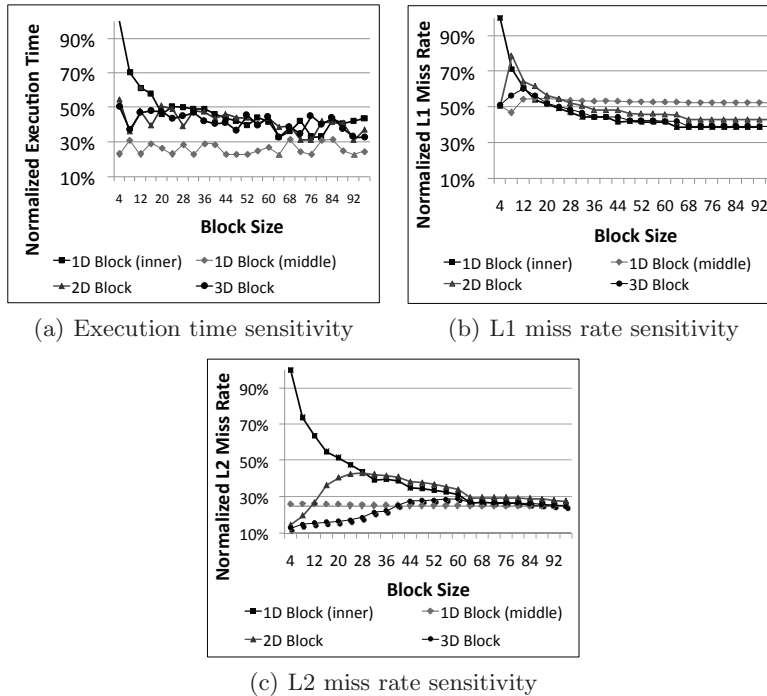 Normalized Execution Time
90%
70%
50%
30%
10%
4 12 20 28 36 44 52 60 68 76 84 92
Block Size
1D Block (inner) 1D Block (middle)
2D Block 3D Block
(a) Execution time sensitivity
Normalized L1 Miss Rate
90%
70%
50%
30%
10%
4 12 20 28 36 44 52 60 68 76 84 92
Block Size
1D Block (inner) 1D Block (middle)
2D Block 3D Block
(b) L1 miss rate sensitivity
Normalized L2 Miss Rate
90%
70%
50%
30%
10%
4 12 20 28 36 44 52 60 68 76 84 92
Block Size
1D Block (inner) 1D Block (middle)
2D Block 3D Block
(c) L2 miss rate sensitivity